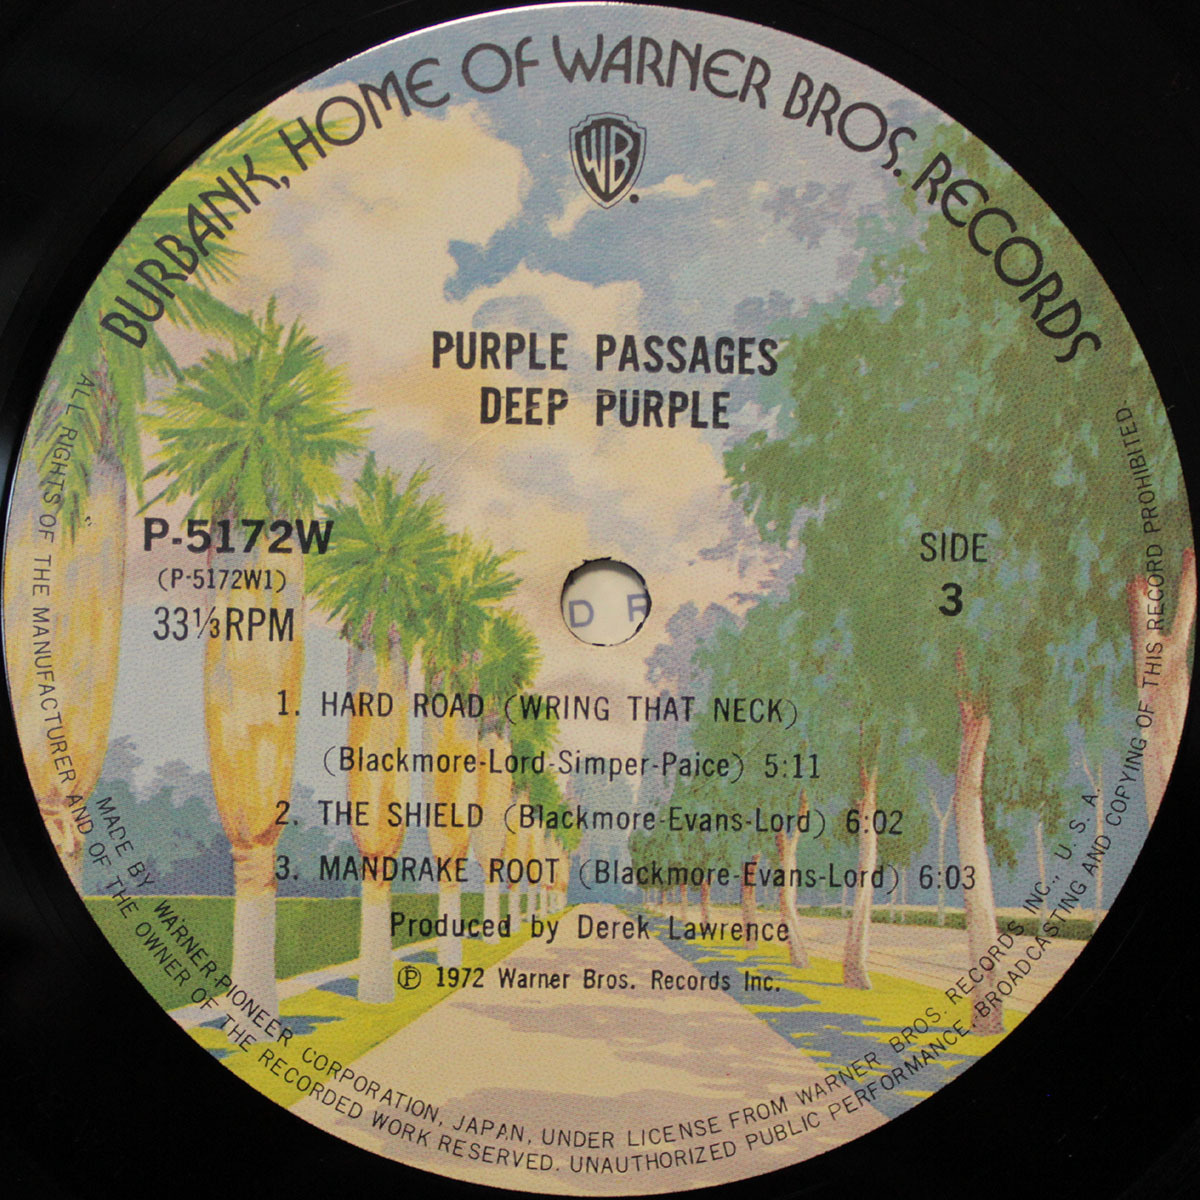 BURBANK, HOME OF WARNER BROS. RECORDS
WB
PURPLE PASSAGES
DEEP PURPLE
P-5172W
(P-5172W1)
33⅓RPM
SIDE
3
D
1. HARD ROAD (WRING THAT NECK)
(Blackmore-Lord-Simper-Paice) 5:11
2. THE SHIELD (Blackmore-Evans-Lord) 6:02
3. MANDRAKE ROOT (Blackmore-Evans-Lord) 6:03
Produced by Derek Lawrence
Ⓟ 1972 Warner Bros. Records Inc.
MADE BY WARNER-PIONEER CORPORATION, JAPAN, UNDER LICENSE FROM WARNER BROS. RECORDS INC., U. S. A.
ALL RIGHTS OF THE MANUFACTURER AND OF THE OWNER OF THE RECORDED WORK RESERVED. UNAUTHORIZED PUBLIC PERFORMANCE, BROADCASTING AND COPYING OF THIS RECORD PROHIBITED.